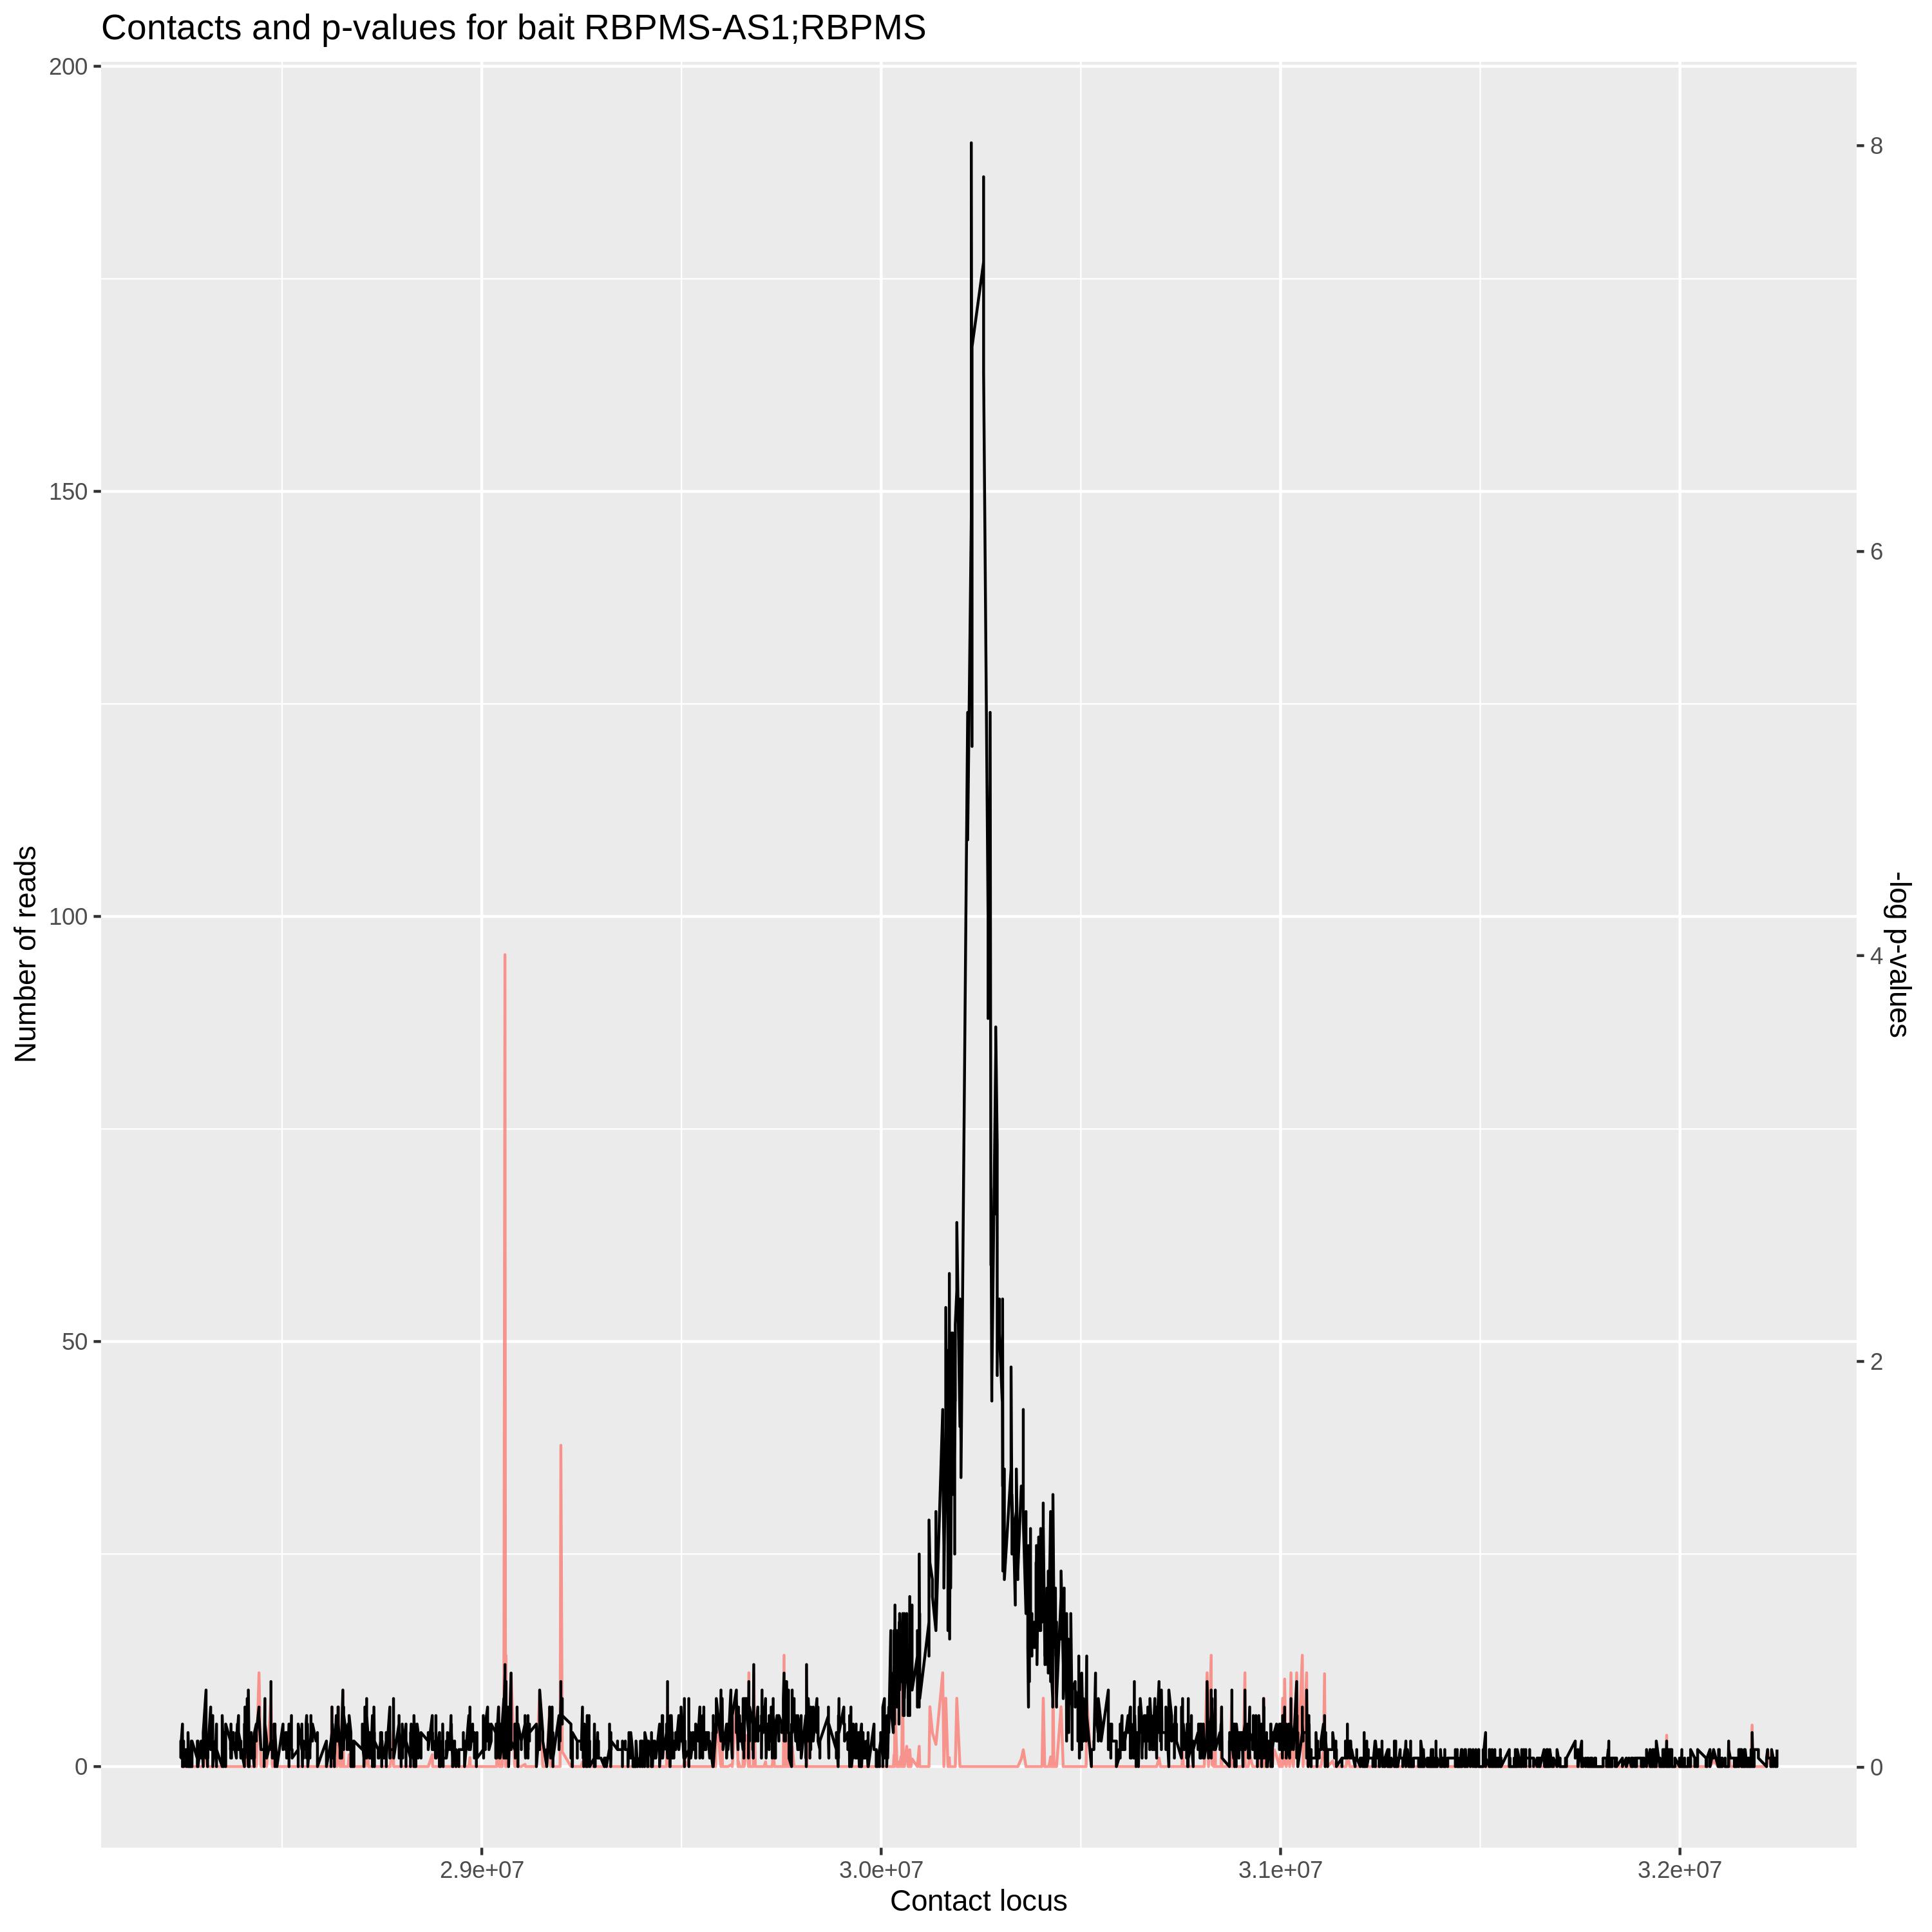 Contacts and p-values for bait RBPMS-AS1;RBPMS
200
150
100
50
0
Number of reads
8
6
4
2
0
-log p-values
2.9e+07
3.0e+07
3.1e+07
3.2e+07
Contact locus